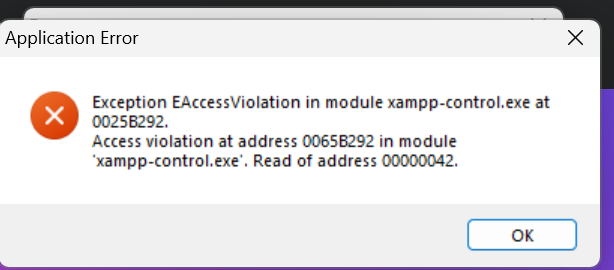 Application Error
Exception EAccessViolation in module xampp-control.exe at
0025B292.
Access violation at address 0065B292 in module
'xampp-control.exe'. Read of address 00000042.
OK